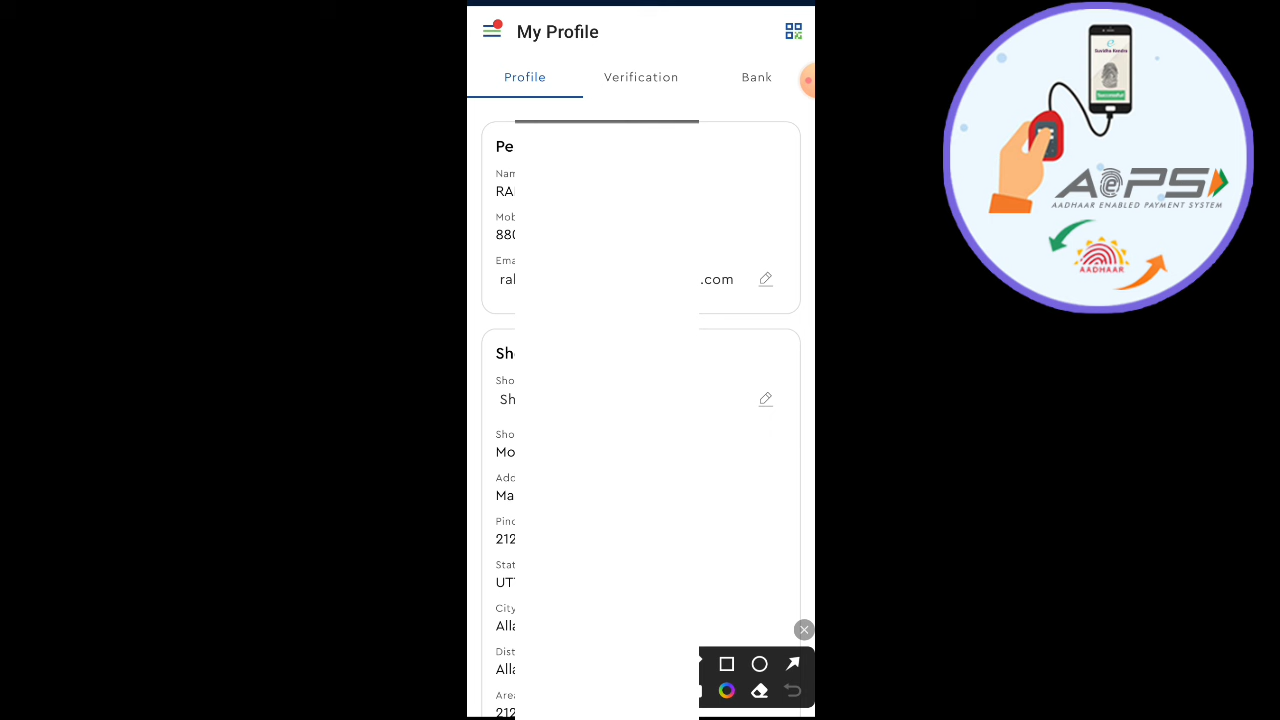 My Profile
Profile
Verification
Bank
Pe
Nam
RA
Mob
880
Ema
ral
.com
Sh
Sho
Sh
Sho
Mo
Add
Ma
Pinc
212
Stat
UT
City
Alla
Dist
Alla
Area
212
Suvidha Kendra
Successful
AePS
AADHAAR ENABLED PAYMENT SYSTEM
AADHAAR